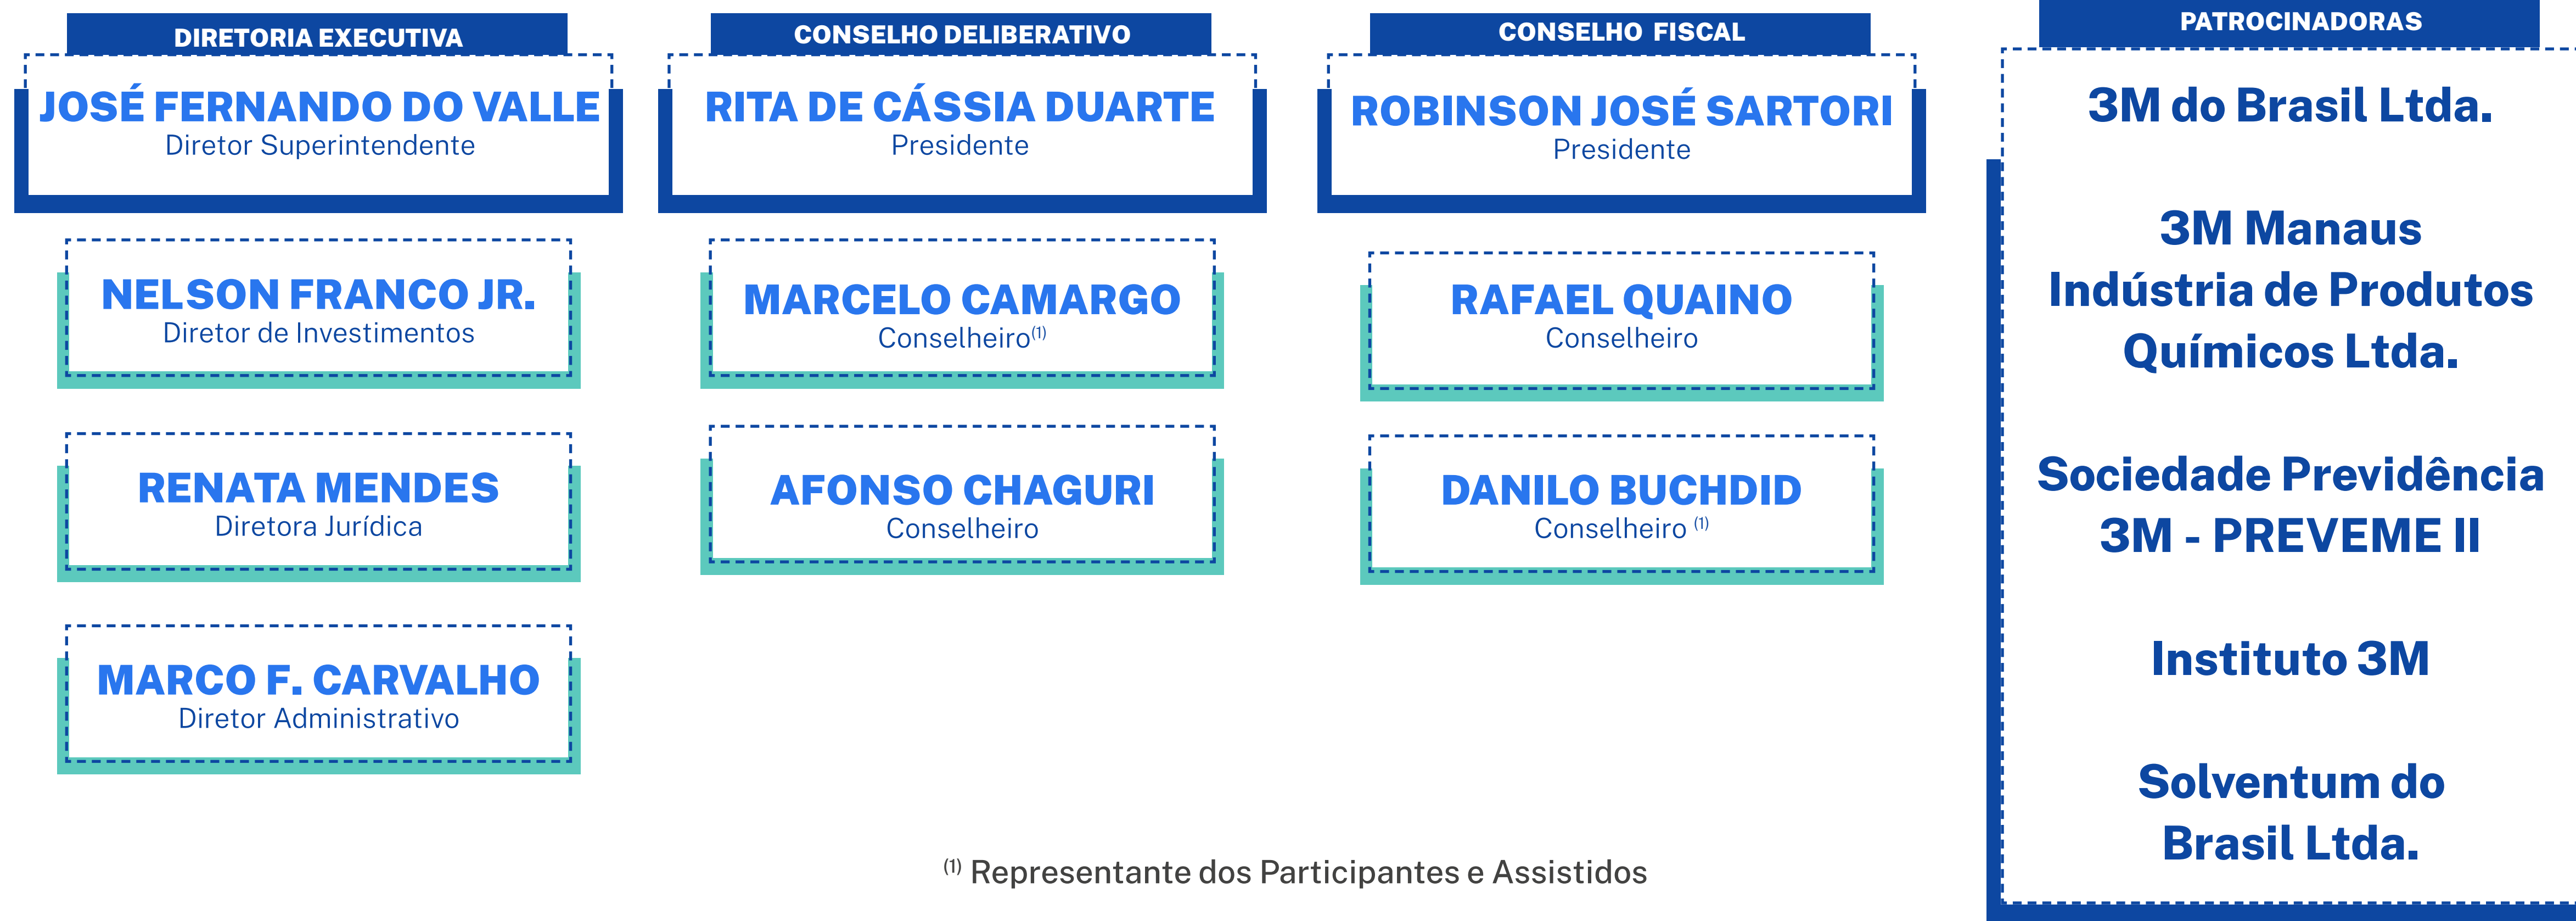 DIRETORIA EXECUTIVA
JOSÉ FERNANDO DO VALLE
Diretor Superintendente
NELSON FRANCO JR.
Diretor de Investimentos
RENATA MENDES
Diretora Jurídica
MARCO F. CARVALHO
Diretor Administrativo
CONSELHO DELIBERATIVO
RITA DE CÁSSIA DUARTE
Presidente
MARCELO CAMARGO
Conselheiro(1)
AFONSO CHAGURI
Conselheiro
CONSELHO FISCAL
ROBINSON JOSÉ SARTORI
Presidente
RAFAEL QUAINO
Conselheiro
DANILO BUCHDID
Conselheiro (1)
(1) Representante dos Participantes e Assistidos
PATROCINADORAS
3M do Brasil Ltda.
3M Manaus
Indústria de Produtos
Químicos Ltda.
Sociedade Previdência
3M - PREVEME II
Instituto 3M
Solventum do
Brasil Ltda.